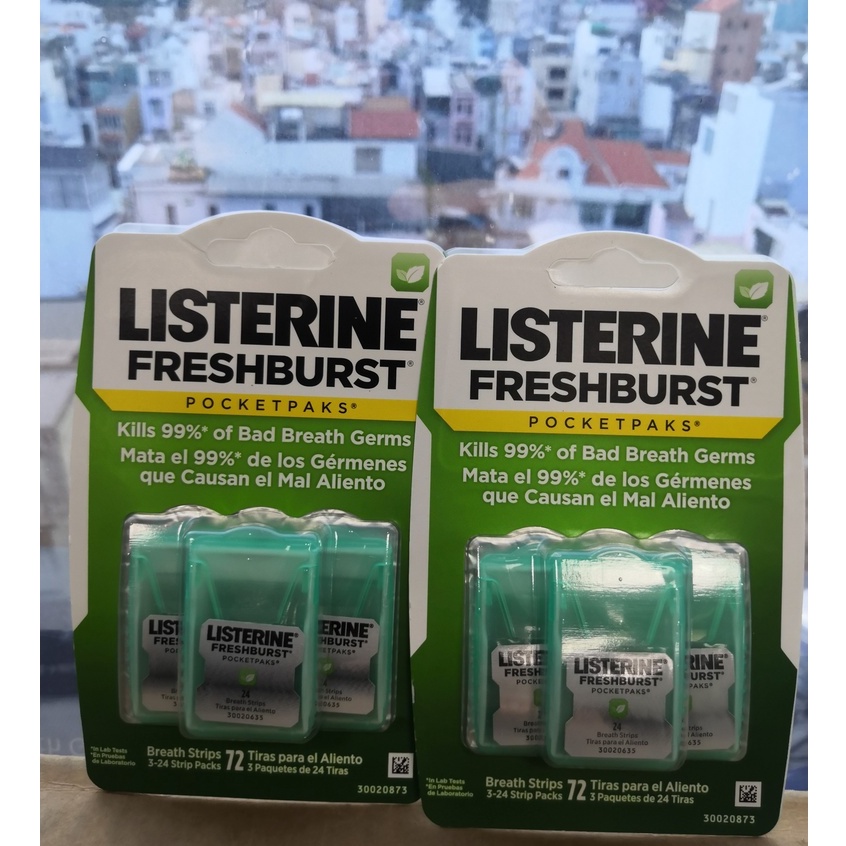 LISTERINE®
FRESHBURST®
POCKETPAKS®
Kills 99%* of Bad Breath Germs
Mata el 99%* de los Gérmenes
que Causan el Mal Aliento
LISTERINE®
FRESHBURST®
POCKETPAKS®
24
Breath Strips
Tiras para el Aliento
30020635
*In Lab Tests
*En Pruebas
de Laboratorio
Breath Strips 72 Tiras para el Aliento
3-24 Strip Packs 3 Paquetes de 24 Tiras
30020873
LISTERINE®
FRESHBURST®
POCKETPAKS®
Kills 99%* of Bad Breath Germs
Mata el 99%* de los Gérmenes
que Causan el Mal Aliento
LISTERINE®
FRESHBURST®
POCKETPAKS®
24
Breath Strips
Tiras para el Aliento
30020635
*In Lab Tests
*En Pruebas
de Laboratorio
Breath Strips 72 Tiras para el Aliento
3-24 Strip Packs 3 Paquetes de 24 Tiras
30020873